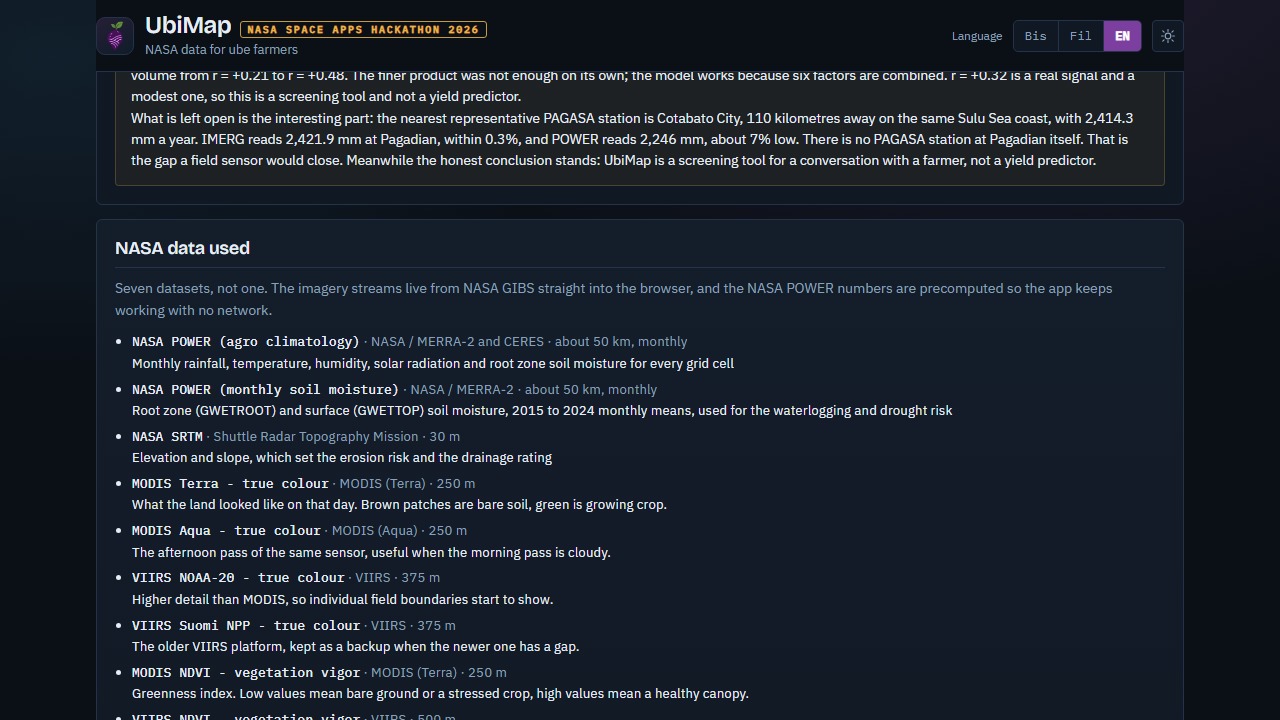 UbiMap NASA SPACE APPS HACKATHON 2026
NASA data for ube farmers
Language Bis Fil EN
volume from r = +0.21 to r = +0.48. The finer product was not enough on its own; the model works because six factors are combined. r = +0.32 is a real signal and a
modest one, so this is a screening tool and not a yield predictor.
What is left open is the interesting part: the nearest representative PAGASA station is Cotabato City, 110 kilometres away on the same Sulu Sea coast, with 2,414.3
mm a year. IMERG reads 2,421.9 mm at Pagadian, within 0.3%, and POWER reads 2,246 mm, about 7% low. There is no PAGASA station at Pagadian itself. That is
the gap a field sensor would close. Meanwhile the honest conclusion stands: UbiMap is a screening tool for a conversation with a farmer, not a yield predictor.
NASA data used
Seven datasets, not one. The imagery streams live from NASA GIBS straight into the browser, and the NASA POWER numbers are precomputed so the app keeps
working with no network.
• NASA POWER (agro climatology) · NASA / MERRA-2 and CERES · about 50 km, monthly
Monthly rainfall, temperature, humidity, solar radiation and root zone soil moisture for every grid cell
• NASA POWER (monthly soil moisture) · NASA / MERRA-2 · about 50 km, monthly
Root zone (GWETROOT) and surface (GWETTOP) soil moisture, 2015 to 2024 monthly means, used for the waterlogging and drought risk
• NASA SRTM · Shuttle Radar Topography Mission · 30 m
Elevation and slope, which set the erosion risk and the drainage rating
• MODIS Terra - true colour · MODIS (Terra) · 250 m
What the land looked like on that day. Brown patches are bare soil, green is growing crop.
• MODIS Aqua - true colour · MODIS (Aqua) · 250 m
The afternoon pass of the same sensor, useful when the morning pass is cloudy.
• VIIRS NOAA-20 - true colour · VIIRS · 375 m
Higher detail than MODIS, so individual field boundaries start to show.
• VIIRS Suomi NPP - true colour · VIIRS · 375 m
The older VIIRS platform, kept as a backup when the newer one has a gap.
• MODIS NDVI - vegetation vigor · MODIS (Terra) · 250 m
Greenness index. Low values mean bare ground or a stressed crop, high values mean a healthy canopy.
• VIIRS NDVI - vegetation vigor · VIIRS · 500 m